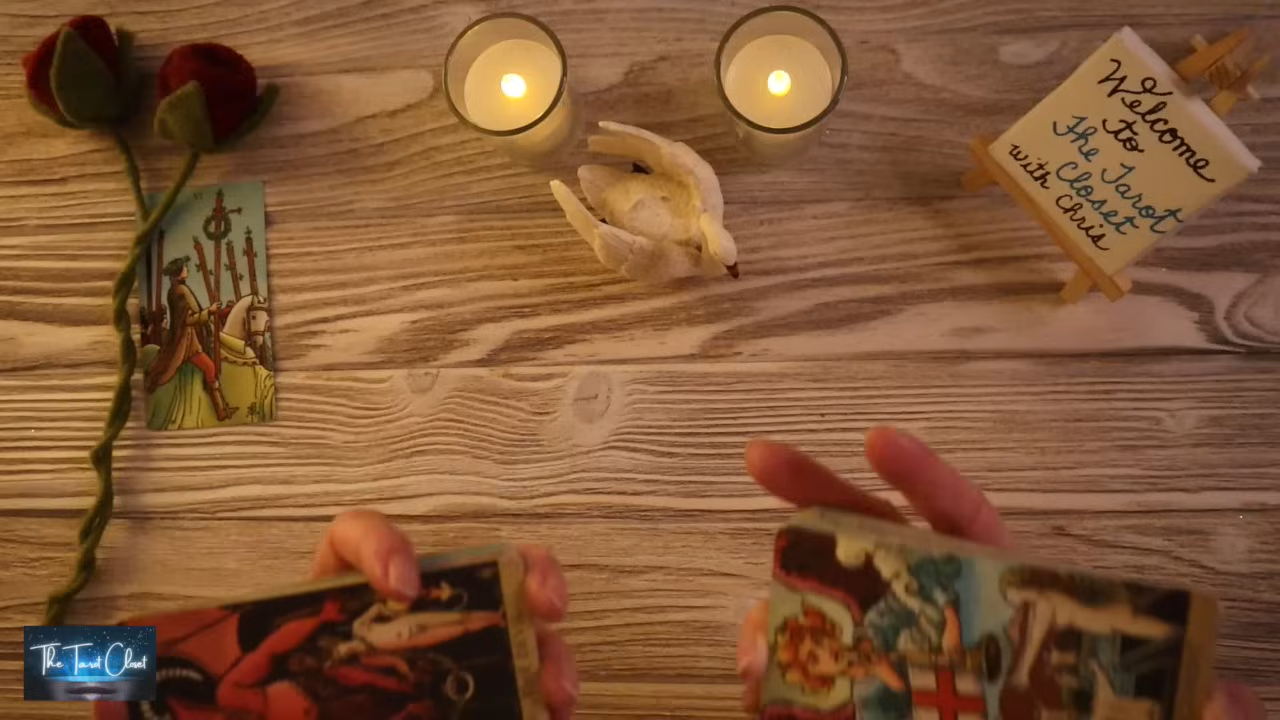 Welcome
to
The Tarot
Closet
with Chris
The Tarot Closet